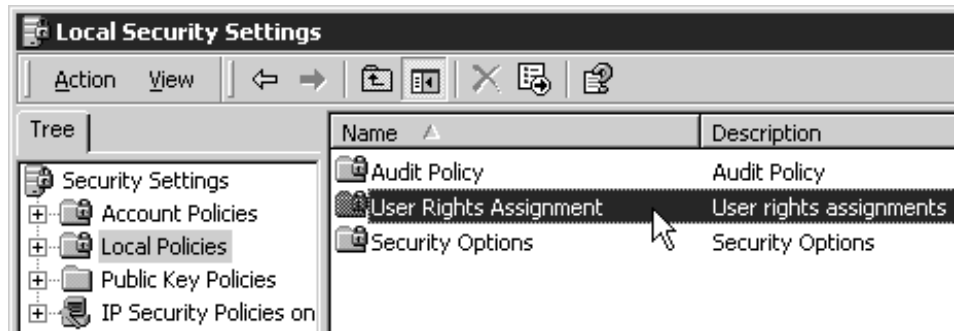 Local Security Settings
Action View
Tree
Name Description
Security Settings
Account Policies
Local Policies
Public Key Policies
IP Security Policies on
Audit Policy Audit Policy
User Rights Assignment User rights assignments
Security Options Security Options